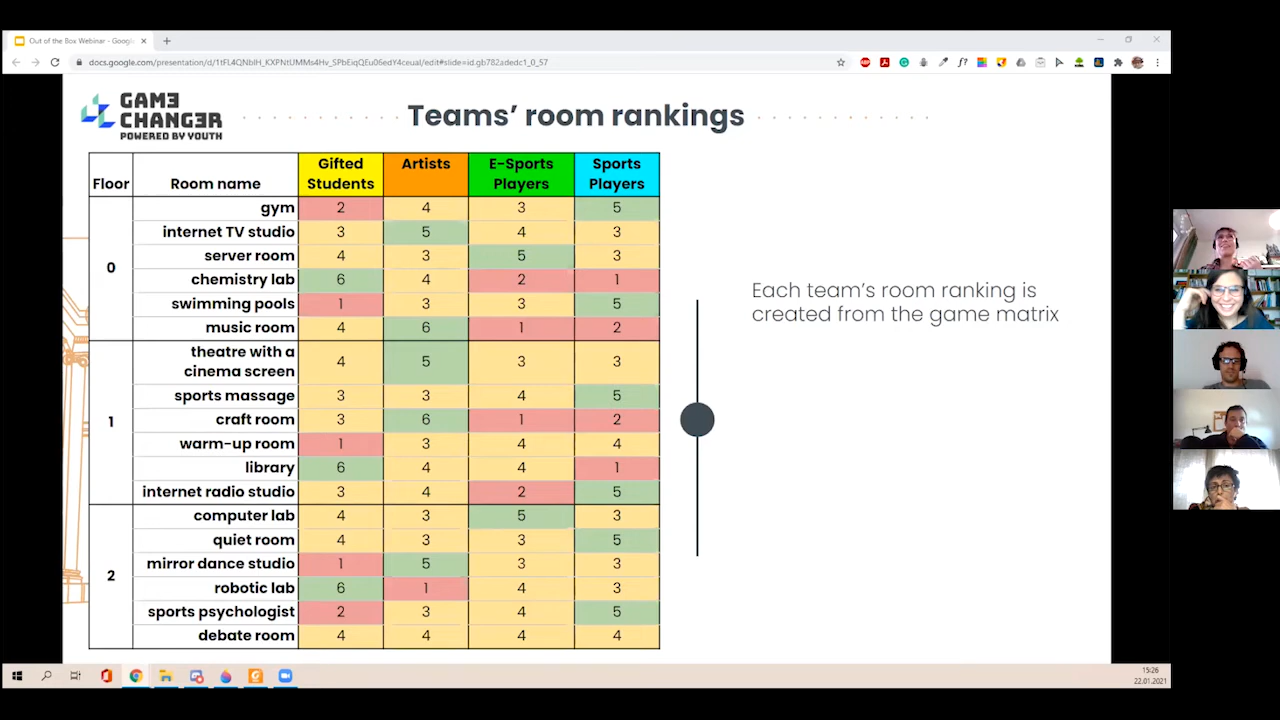 Out of the Box Webinar - Google
docs.google.com/presentation/d/1tFL4QNbIH_KXPNtUMMs4Hv_SPbEiqQEu06edY4ceuaI/edit#slide=id.gb782adedc1_0_57
GAME
CHANGER
POWERED BY YOUTH
Teams' room rankings
Floor Room name Gifted Students Artists E-Sports Players Sports Players
0
gym 2 4 3 5
internet TV studio 3 5 4 3
server room 4 3 5 3
chemistry lab 6 4 2 1
swimming pools 1 3 3 5
music room 4 6 1 2
1
theatre with a
cinema screen 4 5 3 3
sports massage 3 3 4 5
craft room 3 6 1 2
warm-up room 1 3 4 4
library 6 4 4 1
internet radio studio 3 4 2 5
2
computer lab 4 3 5 3
quiet room 4 3 3 5
mirror dance studio 1 5 3 3
robotic lab 6 1 4 3
sports psychologist 2 3 4 5
debate room 4 4 4 4
Each team's room ranking is
created from the game matrix
15:26
22.01.2021